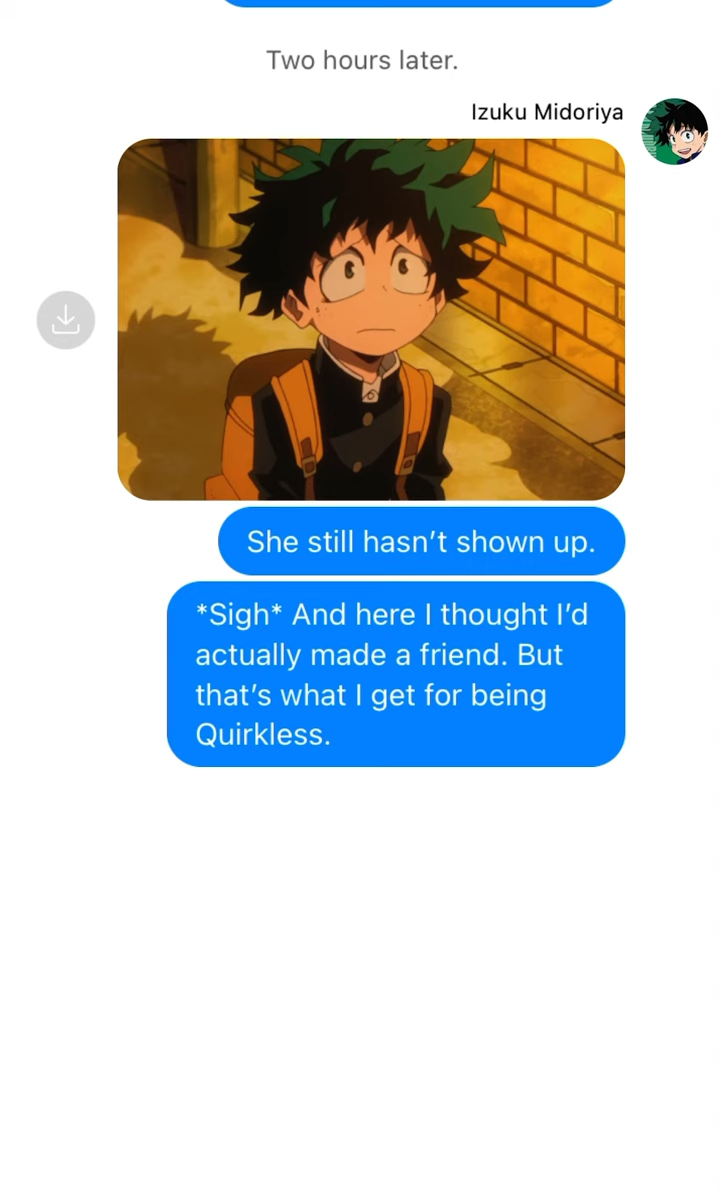 Two hours later.
Izuku Midoriya
She still hasn’t shown up.
*Sigh* And here I thought I’d
actually made a friend. But
that’s what I get for being
Quirkless.